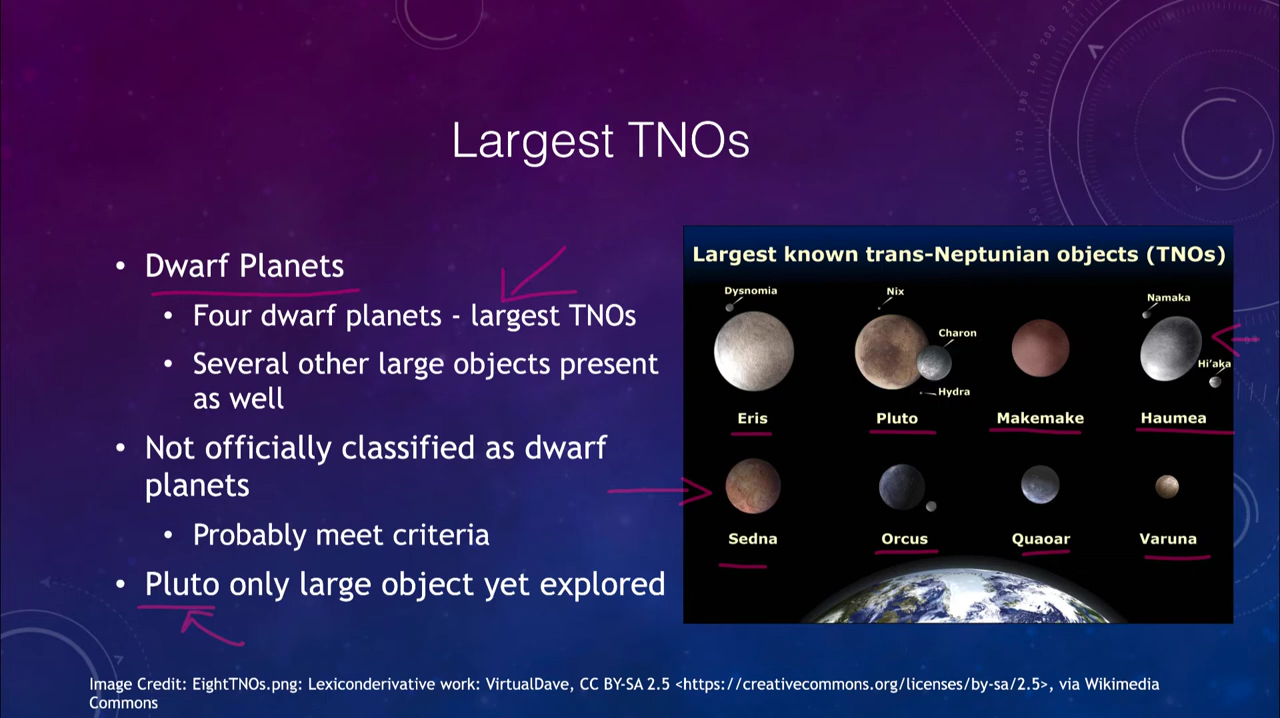 Largest TNOs
• Dwarf Planets
• Four dwarf planets - largest TNOs
• Several other large objects present
as well
• Not officially classified as dwarf
planets
• Probably meet criteria
• Pluto only large object yet explored
Largest known trans-Neptunian objects (TNOs)
Dysnomia
Nix
Namaka
Charon
Hi'aka
Hydra
Eris
Pluto
Makemake
Haumea
Sedna
Orcus
Quaoar
Varuna
Image Credit: EightTNOs.png: Lexiconderivative work: VirtualDave, CC BY-SA 2.5 <https://creativecommons.org/licenses/by-sa/2.5>, via Wikimedia
Commons